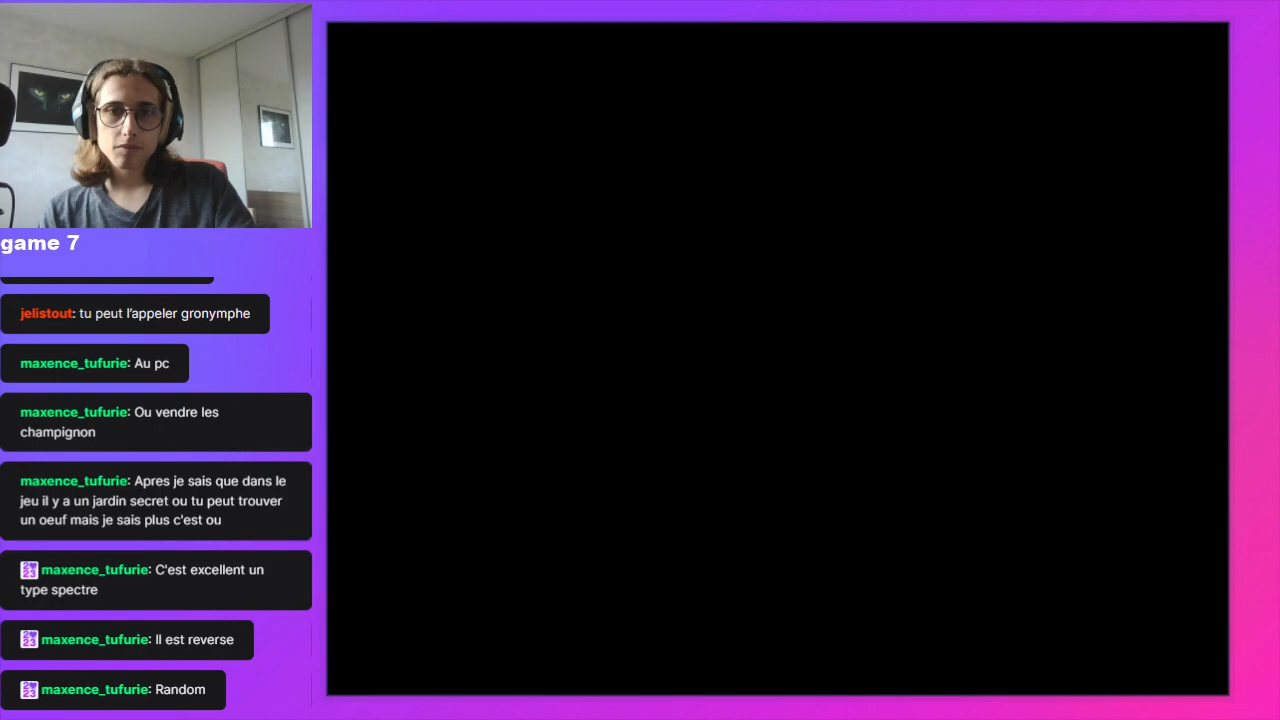 game 7
jelistout: tu peut l'appeler gronymphe
maxence_tufurie: Au pc
maxence_tufurie: Ou vendre les
champignon
maxence_tufurie: Apres je sais que dans le
jeu il y a un jardin secret ou tu peut trouver
un oeuf mais je sais plus c'est ou
maxence_tufurie: C'est excellent un
type spectre
maxence_tufurie: Il est reverse
maxence_tufurie: Random